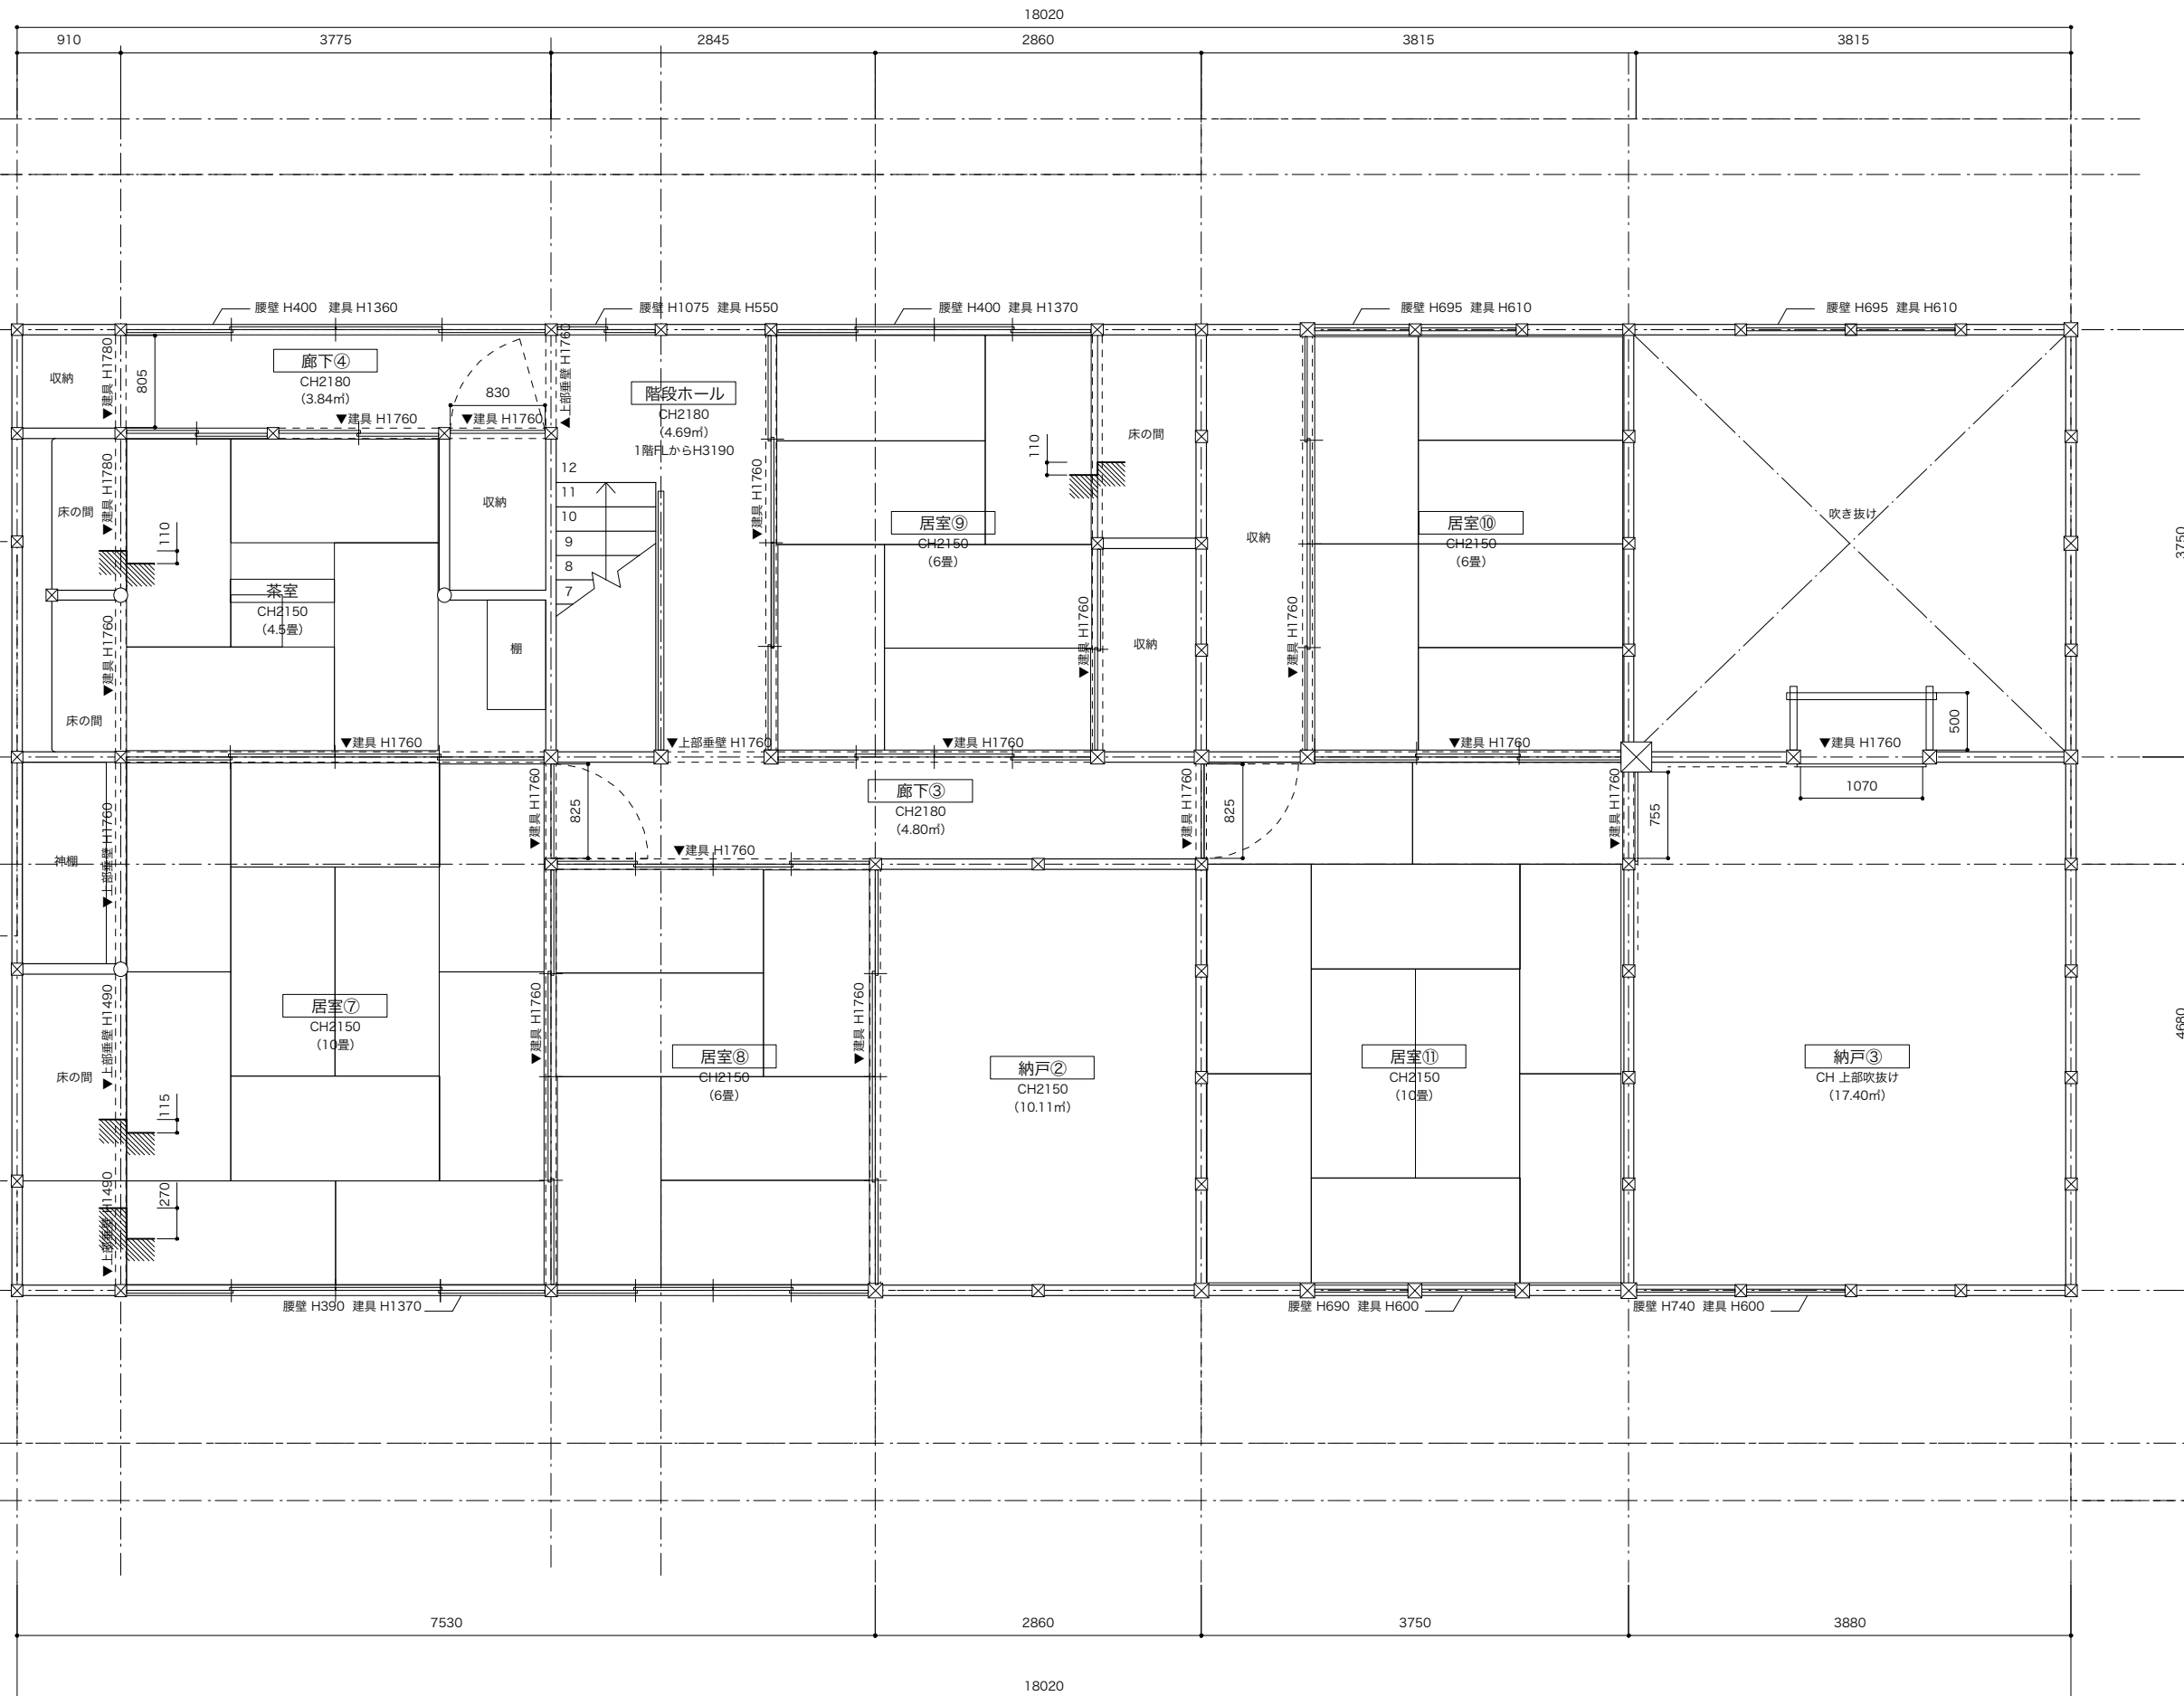 18020
910
3775
2845
2860
3815
3815
腰壁 H400 建具 H1360
腰壁 H1075 建具 H550
腰壁 H400 建具 H1370
腰壁 H695 建具 H610
腰壁 H695 建具 H610
収納
▼建具 H1780
805
廊下④
CH2180
（3.84㎡）
▼建具 H1760
830
▼建具 H1760
▼上部垂壁 H1760
階段ホール
CH2180
（4.69㎡）
1階FLからH3190
12
11
10
9
8
7
床の間
▼建具 H1780
110
茶室
CH2150
（4.5畳）
収納
棚
▼建具 H1760
床の間
▼建具 H1760
▼建具 H1760
居室⑨
CH2150
（6畳）
110
床の間
収納
▼建具 H1760
収納
▼建具 H1760
居室⑩
CH2150
（6畳）
吹き抜け
3750
500
▼上部垂壁 H1760
▼建具 H1760
▼建具 H1760
▼建具 H1760
1070
神棚
▼上部垂壁 H1760
▼建具 H1760
825
廊下③
CH2180
（4.80㎡）
▼建具 H1760
▼建具 H1760
825
▼建具 H1760
755
床の間
▼上部垂壁 H1490
115
270
▼上部垂壁 H1490
居室⑦
CH2150
（10畳）
▼建具 H1760
居室⑧
CH2150
（6畳）
▼建具 H1760
納戸②
CH2150
（10.11㎡）
居室⑪
CH2150
（10畳）
納戸③
CH 上部吹抜け
（17.40㎡）
4680
腰壁 H390 建具 H1370
腰壁 H690 建具 H600
腰壁 H740 建具 H600
7530
2860
3750
3880
18020